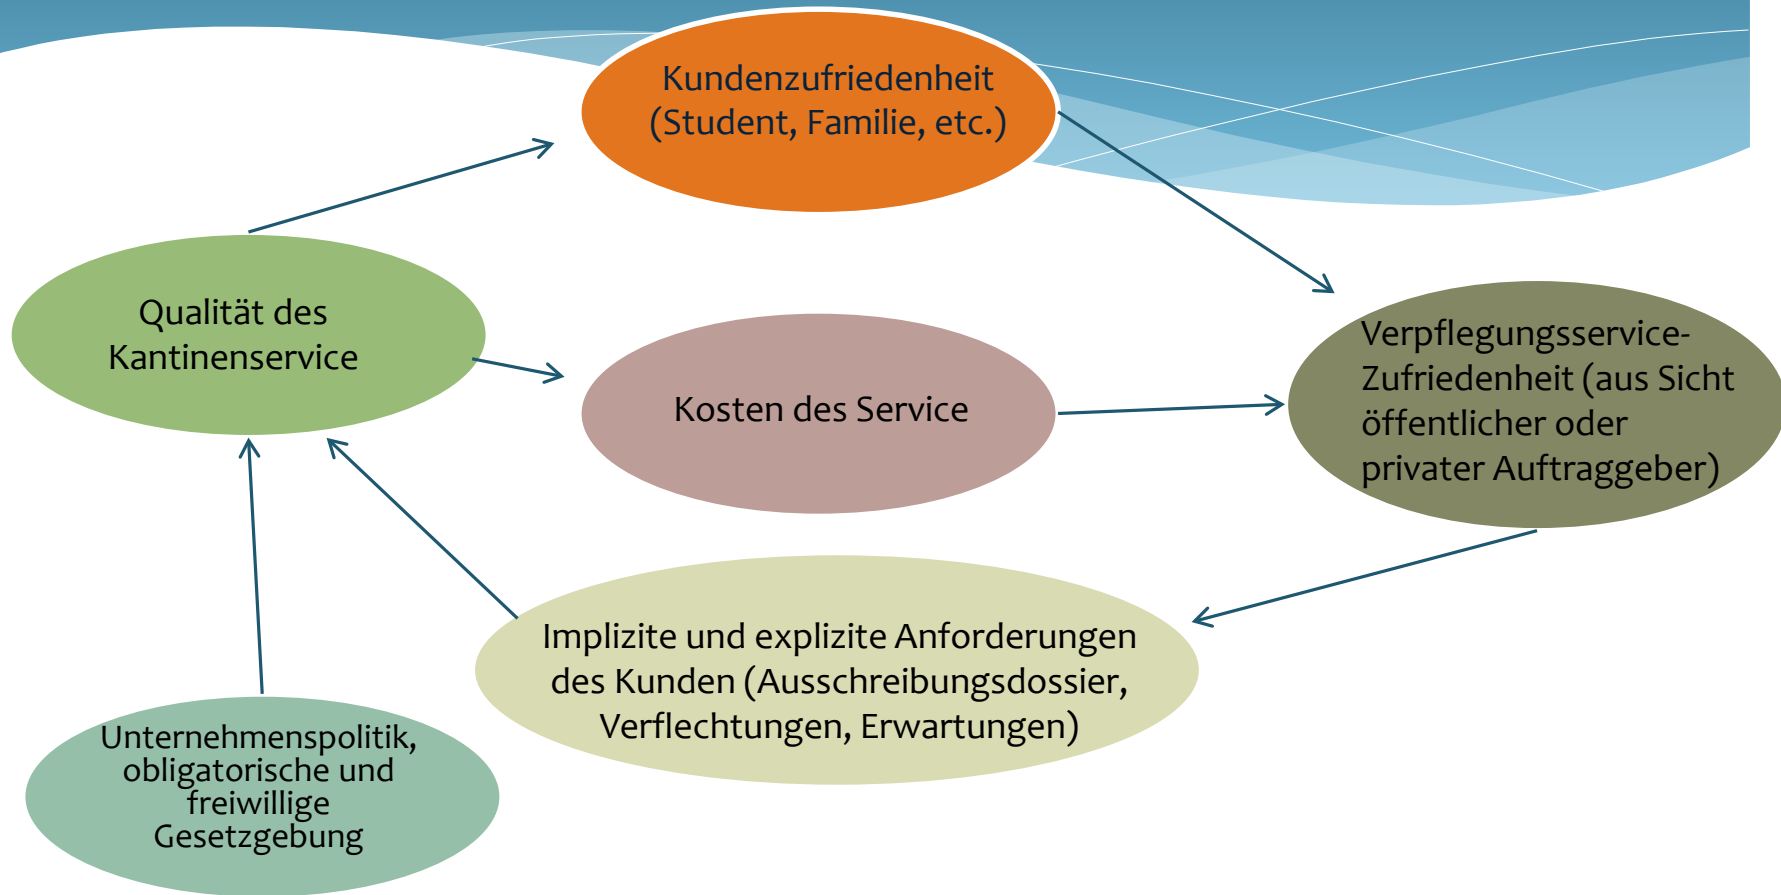 Kundenzufriedenheit
(Student, Familie, etc.)
Qualität des
Kantinenservice
Kosten des Service
Verpflegungsservice-
Zufriedenheit (aus Sicht
öffentlicher oder
privater Auftraggeber)
Implizite und explizite Anforderungen
des Kunden (Ausschreibungsdossier,
Verflechtungen, Erwartungen)
Unternehmenspolitik,
obligatorische und
freiwillige
Gesetzgebung